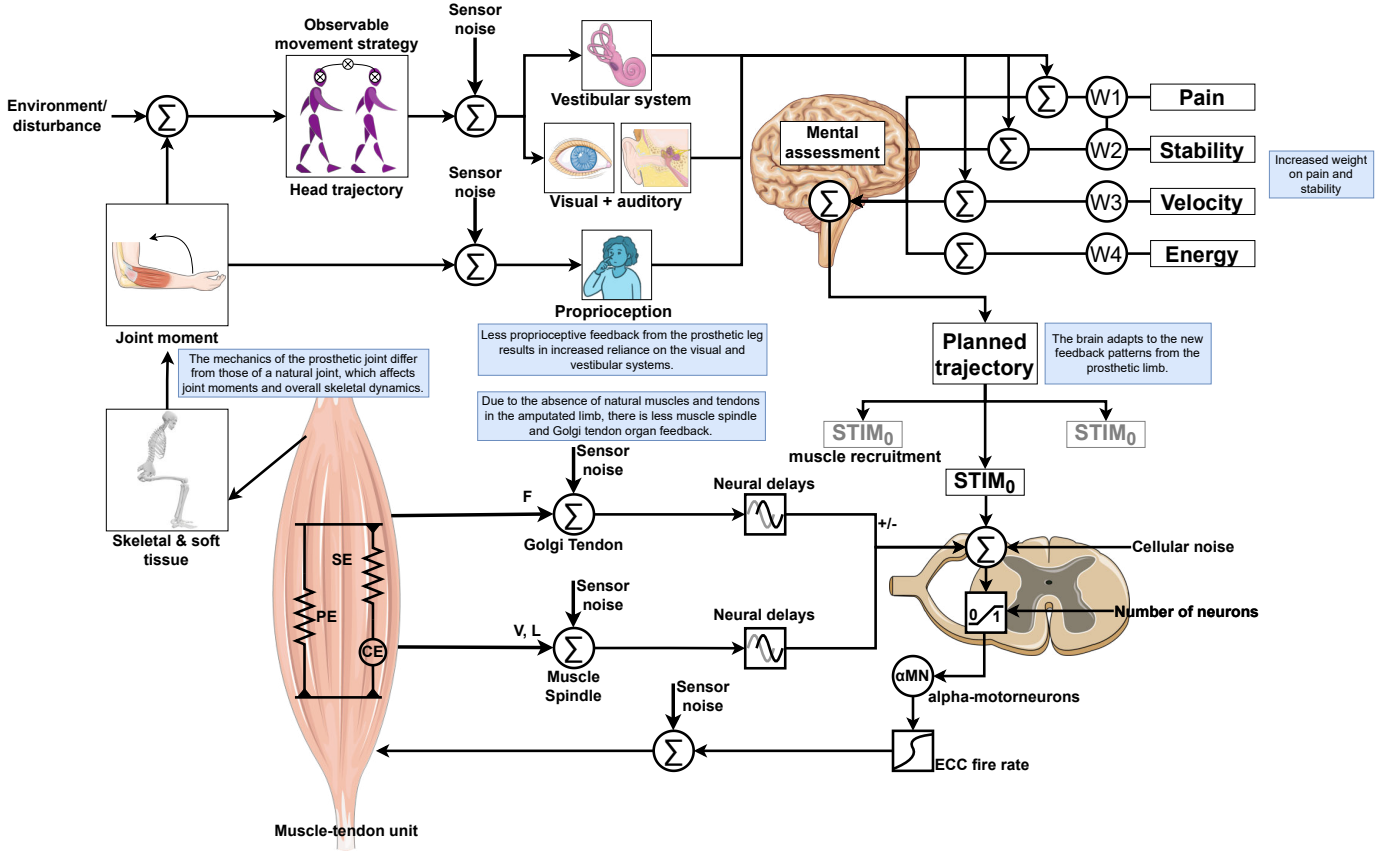 Observable
movement strategy
Head trajectory
Environment/
disturbance
Σ
Sensor
noise
Σ
Vestibular system
Visual + auditory
Sensor
noise
Σ
Proprioception
Joint moment
Skeletal & soft
tissue
Mental
assessment
Σ
Σ
W1
Pain
Σ
W2
Stability
Σ
W3
Velocity
Σ
W4
Energy
Increased weight
on pain and
stability
Less proprioceptive feedback from the prosthetic leg
results in increased reliance on the visual and
vestibular systems.
The mechanics of the prosthetic joint differ
from those of a natural joint, which affects
joint moments and overall skeletal dynamics.
Due to the absence of natural muscles and tendons
in the amputated limb, there is less muscle spindle
and Golgi tendon organ feedback.
Planned
trajectory
The brain adapts to the new
feedback patterns from the
prosthetic limb.
STIM₀
muscle recruitment
STIM₀
STIM₀
Sensor
noise
F
Σ
Golgi Tendon
Neural delays
+/-
Σ
Cellular noise
0 1
Number of neurons
SE
PE
CE
Sensor
noise
V, L
Σ
Muscle
Spindle
Neural delays
αMN
alpha-motorneurons
Sensor
noise
Σ
ECC fire rate
Muscle-tendon unit